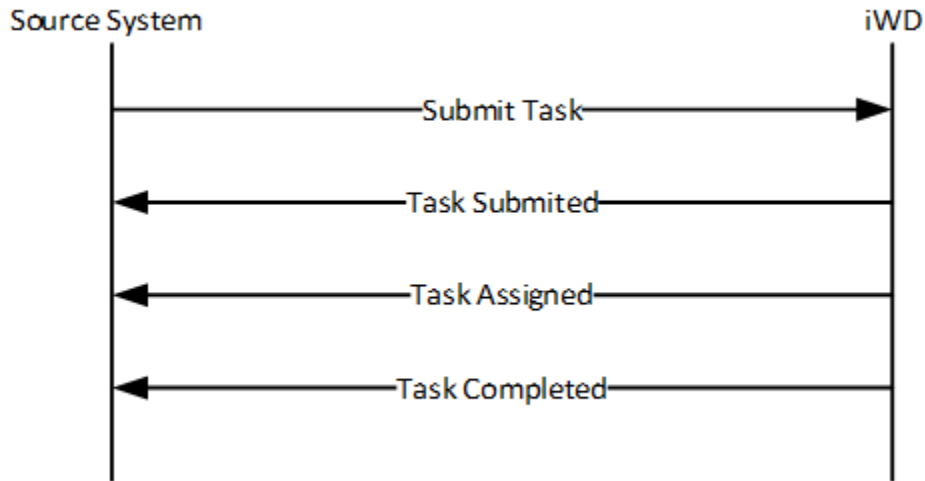 Source System
iWD
Submit Task
Task Submited
Task Assigned
Task Completed